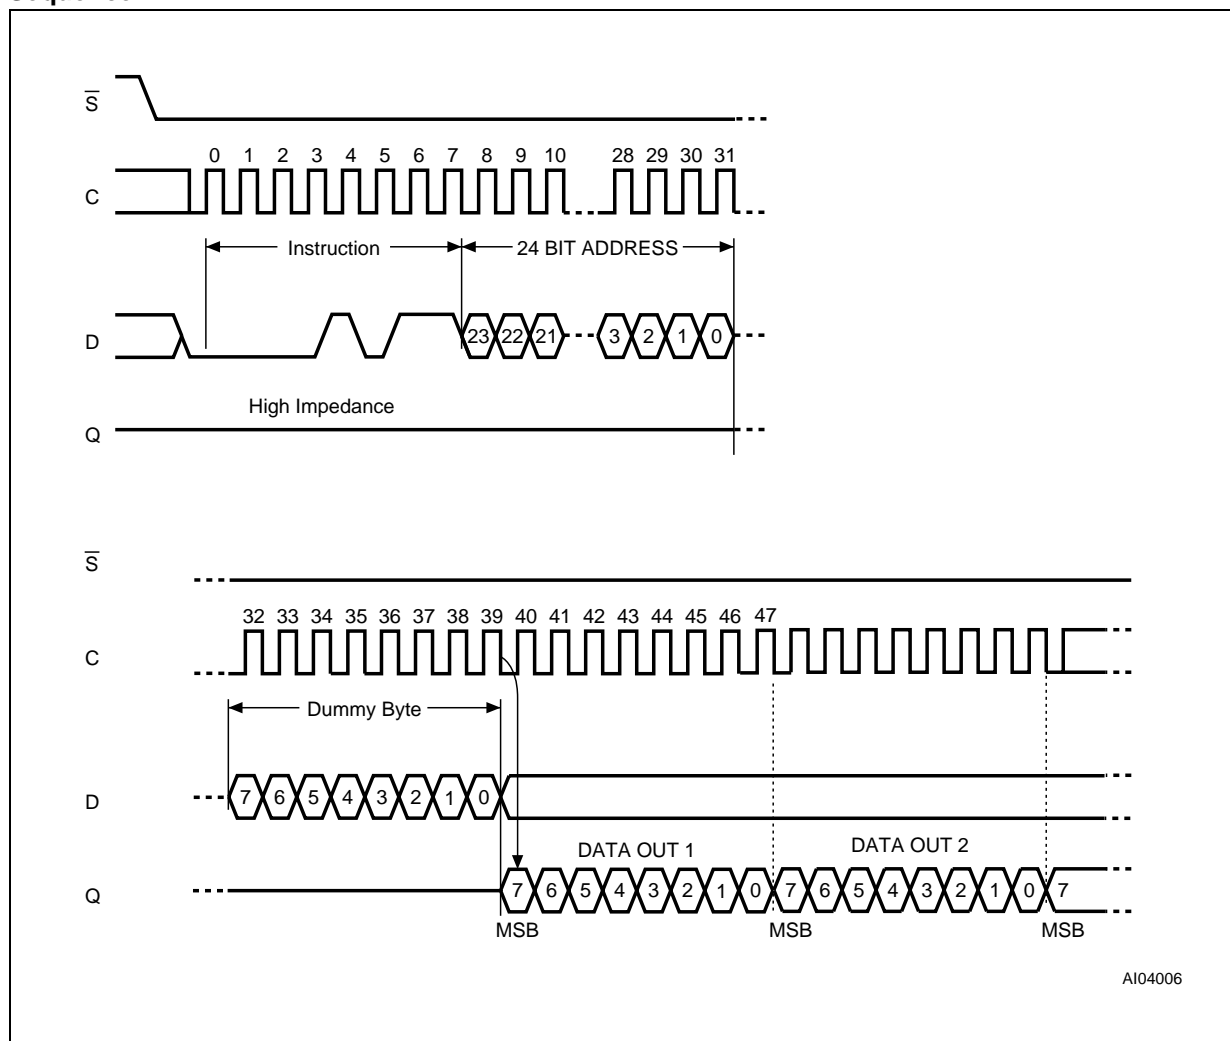 S
0 1 2 3 4 5 6 7 8 9 10 28 29 30 31
C
Instruction 24 BIT ADDRESS
D 23 22 21 3 2 1 0
High Impedance
Q
S
32 33 34 35 36 37 38 39 40 41 42 43 44 45 46 47
C
Dummy Byte
D 7 6 5 4 3 2 1 0
DATA OUT 1 DATA OUT 2
Q 7 6 5 4 3 2 1 0 7 6 5 4 3 2 1 0 7
MSB MSB MSB
AI04006